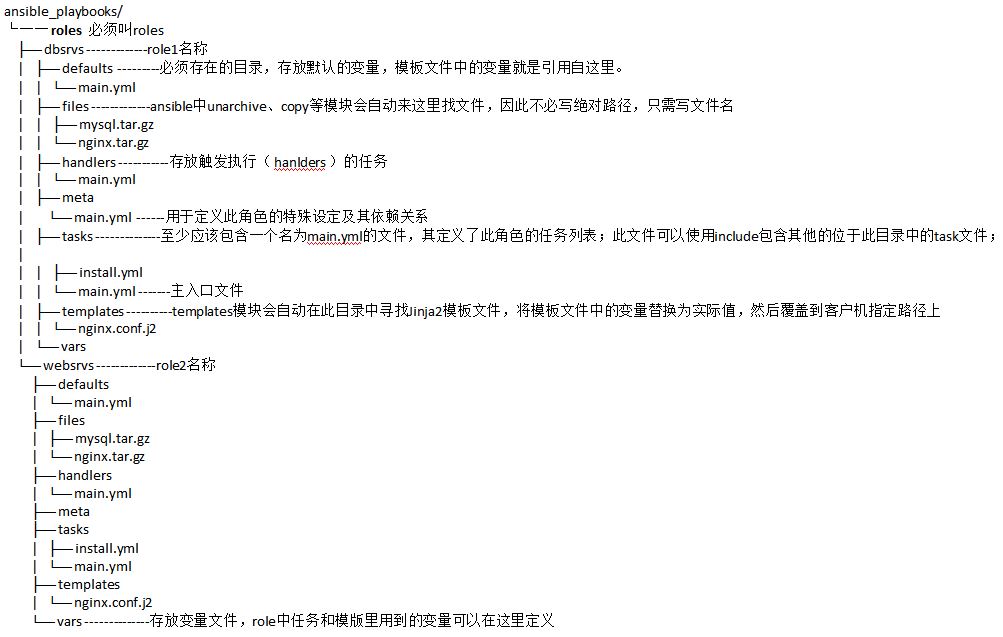 ansible_playbooks/
└──roles 必须叫roles
├──dbsrvs-------------role1名称
│ ├──defaults ---------必须存在的目录，存放默认的变量，模板文件中的变量就是引用自这里。
│ │ └──main.yml
│ ├──files------------ansible中unarchive、copy等模块会自动来这里找文件，因此不必写绝对路径，只需写文件名
│ │ ├──mysql.tar.gz
│ │ └──nginx.tar.gz
│ ├──handlers----------存放触发执行（ hanlders ）的任务
│ │ └──main.yml
│ ├──meta
│ └──main.yml ------用于定义此角色的特殊设定及其依赖关系
│ ├──tasks-------------至少应该包含一个名为main.yml的文件，其定义了此角色的任务列表；此文件可以使用include包含其他的位于此目录中的task文件；
│
│ │ ├──install.yml
│ │ └──main.yml-------主入口文件
│ ├──templates---------templates模块会自动在此目录中寻找Jinja2模板文件，将模板文件中的变量替换为实际值，然后覆盖到客户机指定路径上
│ │ └──nginx.conf.j2
│ └──vars
└──websrvs------------role2名称
├──defaults
│ └──main.yml
├──files
│ ├──mysql.tar.gz
│ └──nginx.tar.gz
├──handlers
│ └──main.yml
├──meta
├──tasks
│ ├──install.yml
│ └──main.yml
├──templates
│ └──nginx.conf.j2
└──vars-------------存放变量文件，role中任务和模版里用到的变量可以在这里定义